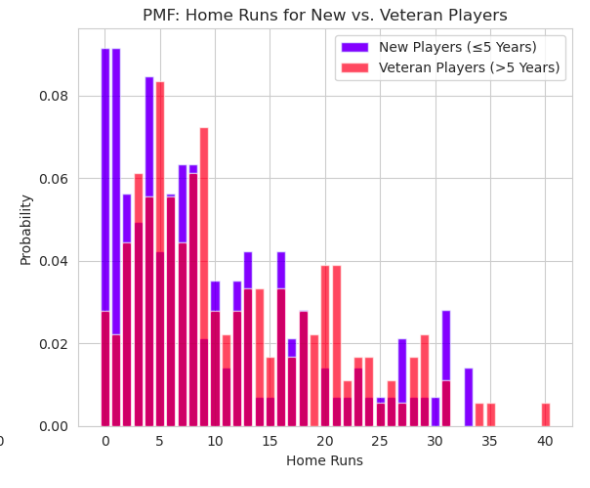 PMF: Home Runs for New vs. Veteran Players
New Players (≤5 Years)
Veteran Players (>5 Years)
Probability
0.08
0.06
0.04
0.02
0.00
0
0 5 10 15 20 25 30 35 40
Home Runs